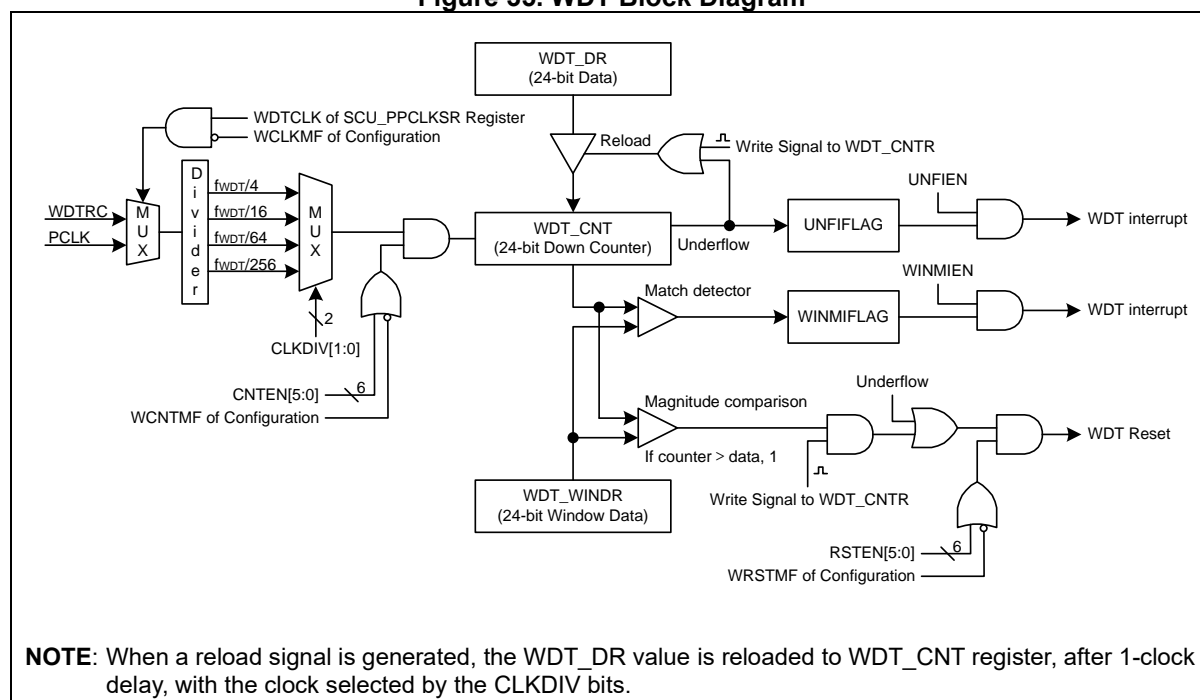 Figure 33. WDT Block Diagram
WDT_DR
(24-bit Data)
WDTCLK of SCU_PPCLKSR Register
WCLKMF of Configuration
Reload
Write Signal to WDT_CNTR
WDTRC
PCLK
MUX
Divider
fWDT/4
fWDT/16
fWDT/64
fWDT/256
MUX
2
CLKDIV[1:0]
CNTEN[5:0]
6
WCNTMF of Configuration
WDT_CNT
(24-bit Down Counter)
Underflow
UNFIFLAG
UNFIEN
WDT interrupt
Match detector
WINMIFLAG
WINMIEN
WDT interrupt
Magnitude comparison
If counter > data, 1
Underflow
WDT Reset
Write Signal to WDT_CNTR
WDT_WINDR
(24-bit Window Data)
RSTEN[5:0]
6
WRSTMF of Configuration
NOTE: When a reload signal is generated, the WDT_DR value is reloaded to WDT_CNT register, after 1-clock
delay, with the clock selected by the CLKDIV bits.